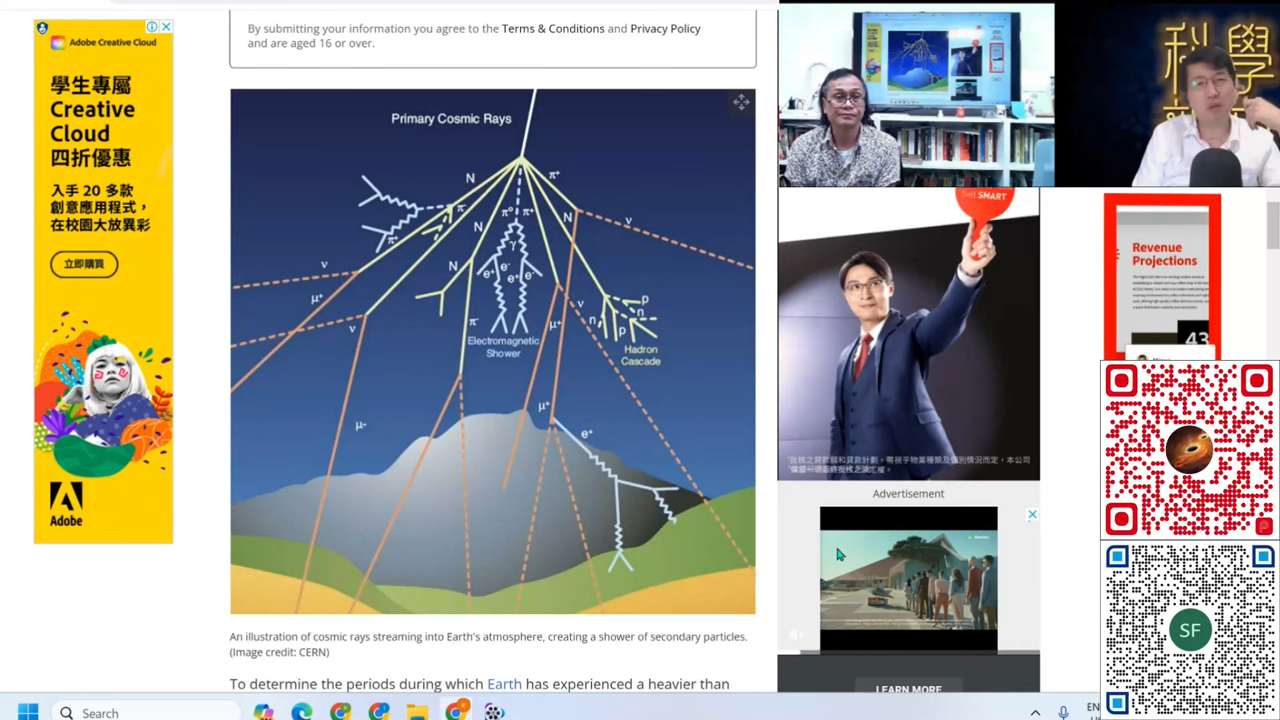 By submitting your information you agree to the Terms & Conditions and Privacy Policy
and are aged 16 or over.
Adobe Creative Cloud
學生專屬
Creative
Cloud
四折優惠
入手 20 多款
創意應用程式，
在校園大放異彩
立即購買
Adobe
Primary Cosmic Rays
N
π+
π
π°
π+
N
ν
N
γ
π+
e+
e-
N
e+
e-
ν
μ+
ν
ν
μ+
p
n
n
p
π-
Electromagnetic
Shower
Hadron
Cascade
μ+
μ-
e+
An illustration of cosmic rays streaming into Earth's atmosphere, creating a shower of secondary particles.
(Image credit: CERN)
To determine the periods during which Earth has experienced a heavier than
科學
SMART
Revenue
Projections
43
Advertisement
LEARN MORE
SF
Search
EN